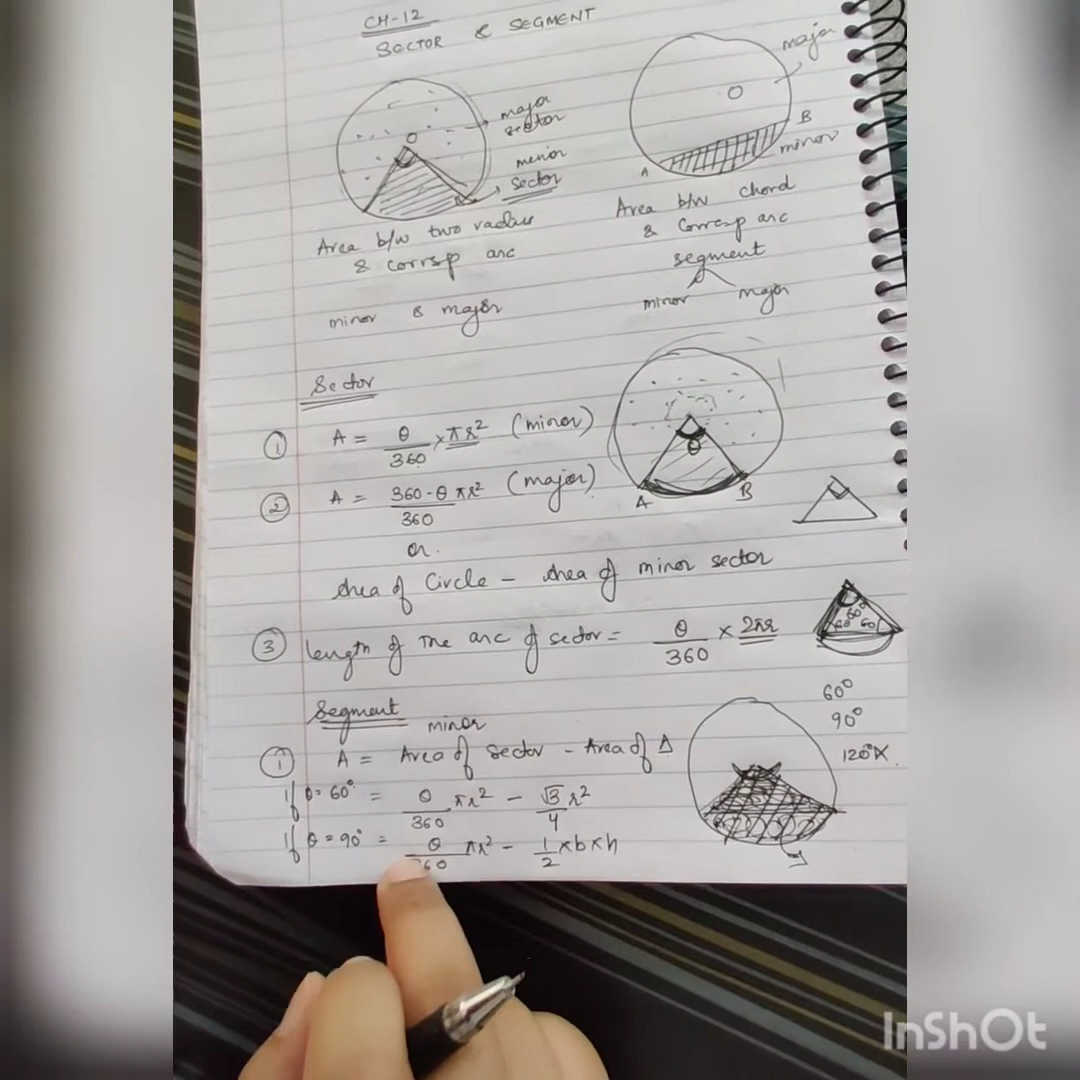 CH-12
SECTOR & SEGMENT
O
major
sector
menior
sector
Area b/w two radius
& corrsp arc
minor & major
major
O
B
minor
A
Area b/w chord
& corresp arc
segment
minor major
Sector
① A = θ/360 × πr² (minor)
② A = 360-θ/360 πr² (major)
or.
Area of Circle - Area of minor sector
θ
A B
③ length of the arc of sector = θ/360 × 2πr
60°
60° 60
Segment
minor
① A = Area of sector - Area of Δ
If θ = 60° = θ/360 πr² - √3/4 r²
If θ = 90° = θ/360 πr² - 1/2 × b × h
60°
90°
120° X
InShOt